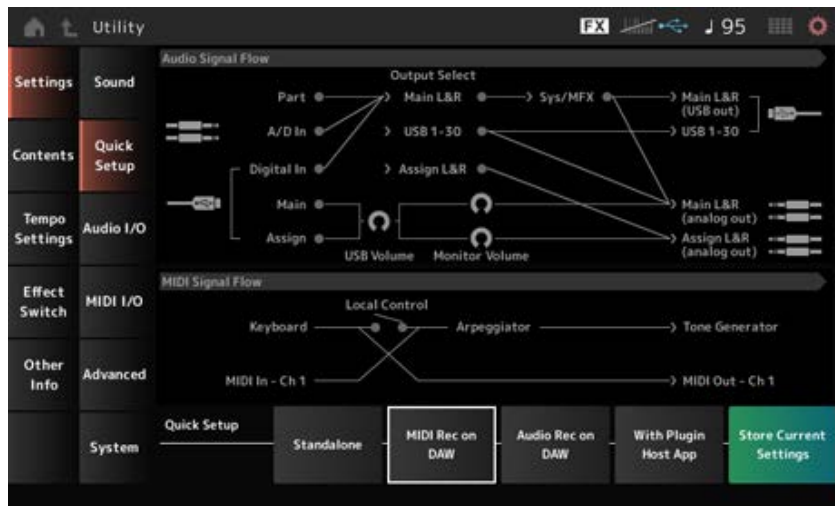 Utility
FX
95
Settings
Sound
Contents
Quick
Setup
Tempo
Settings
Audio I/O
Effect
Switch
MIDI I/O
Other
Info
Advanced
System
Audio Signal Flow
Output Select
Part
Main L&R
Sys/MFX
Main L&R
(USB out)
A/D In
USB 1-30
USB 1-30
Digital In
Assign L&R
Main
Main L&R
(analog out)
Assign
Assign L&R
(analog out)
USB Volume
Monitor Volume
MIDI Signal Flow
Local Control
Keyboard
Arpeggiator
Tone Generator
MIDI In - Ch 1
MIDI Out - Ch 1
Quick Setup
Standalone
MIDI Rec on
DAW
Audio Rec on
DAW
With Plugin
Host App
Store Current
Settings